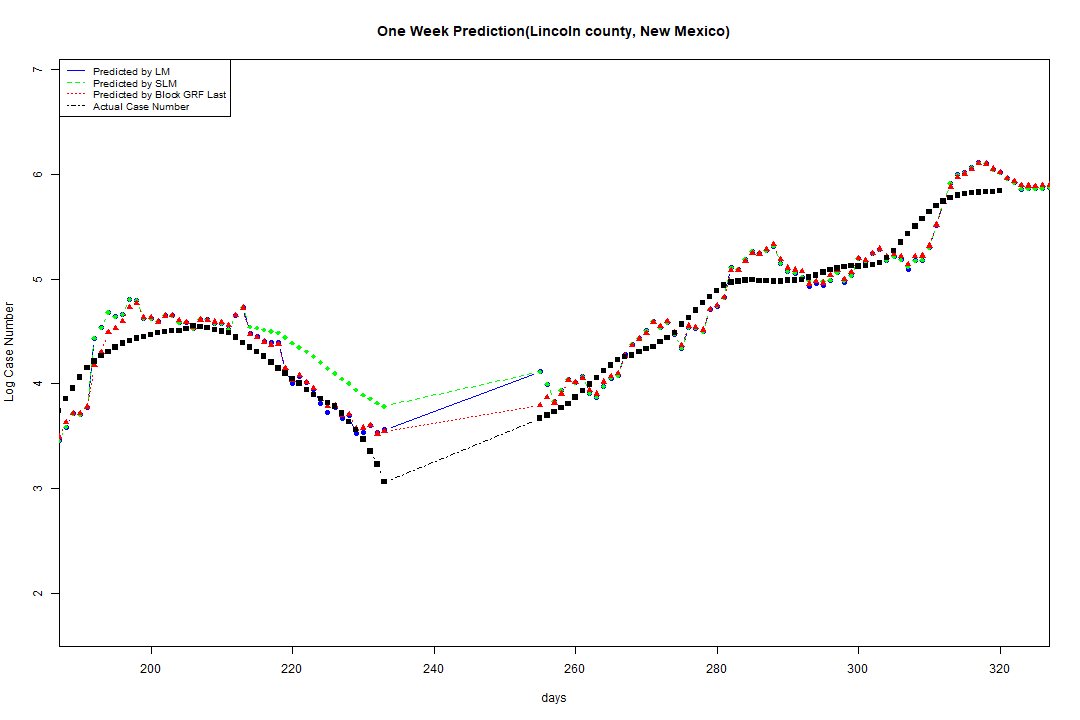 One Week Prediction(Lincoln county, New Mexico)
Predicted by LM
Predicted by SLM
Predicted by Block GRF Last
Actual Case Number
Log Case Number
7
6
5
4
3
2
200 220 240 260 280 300 320
days